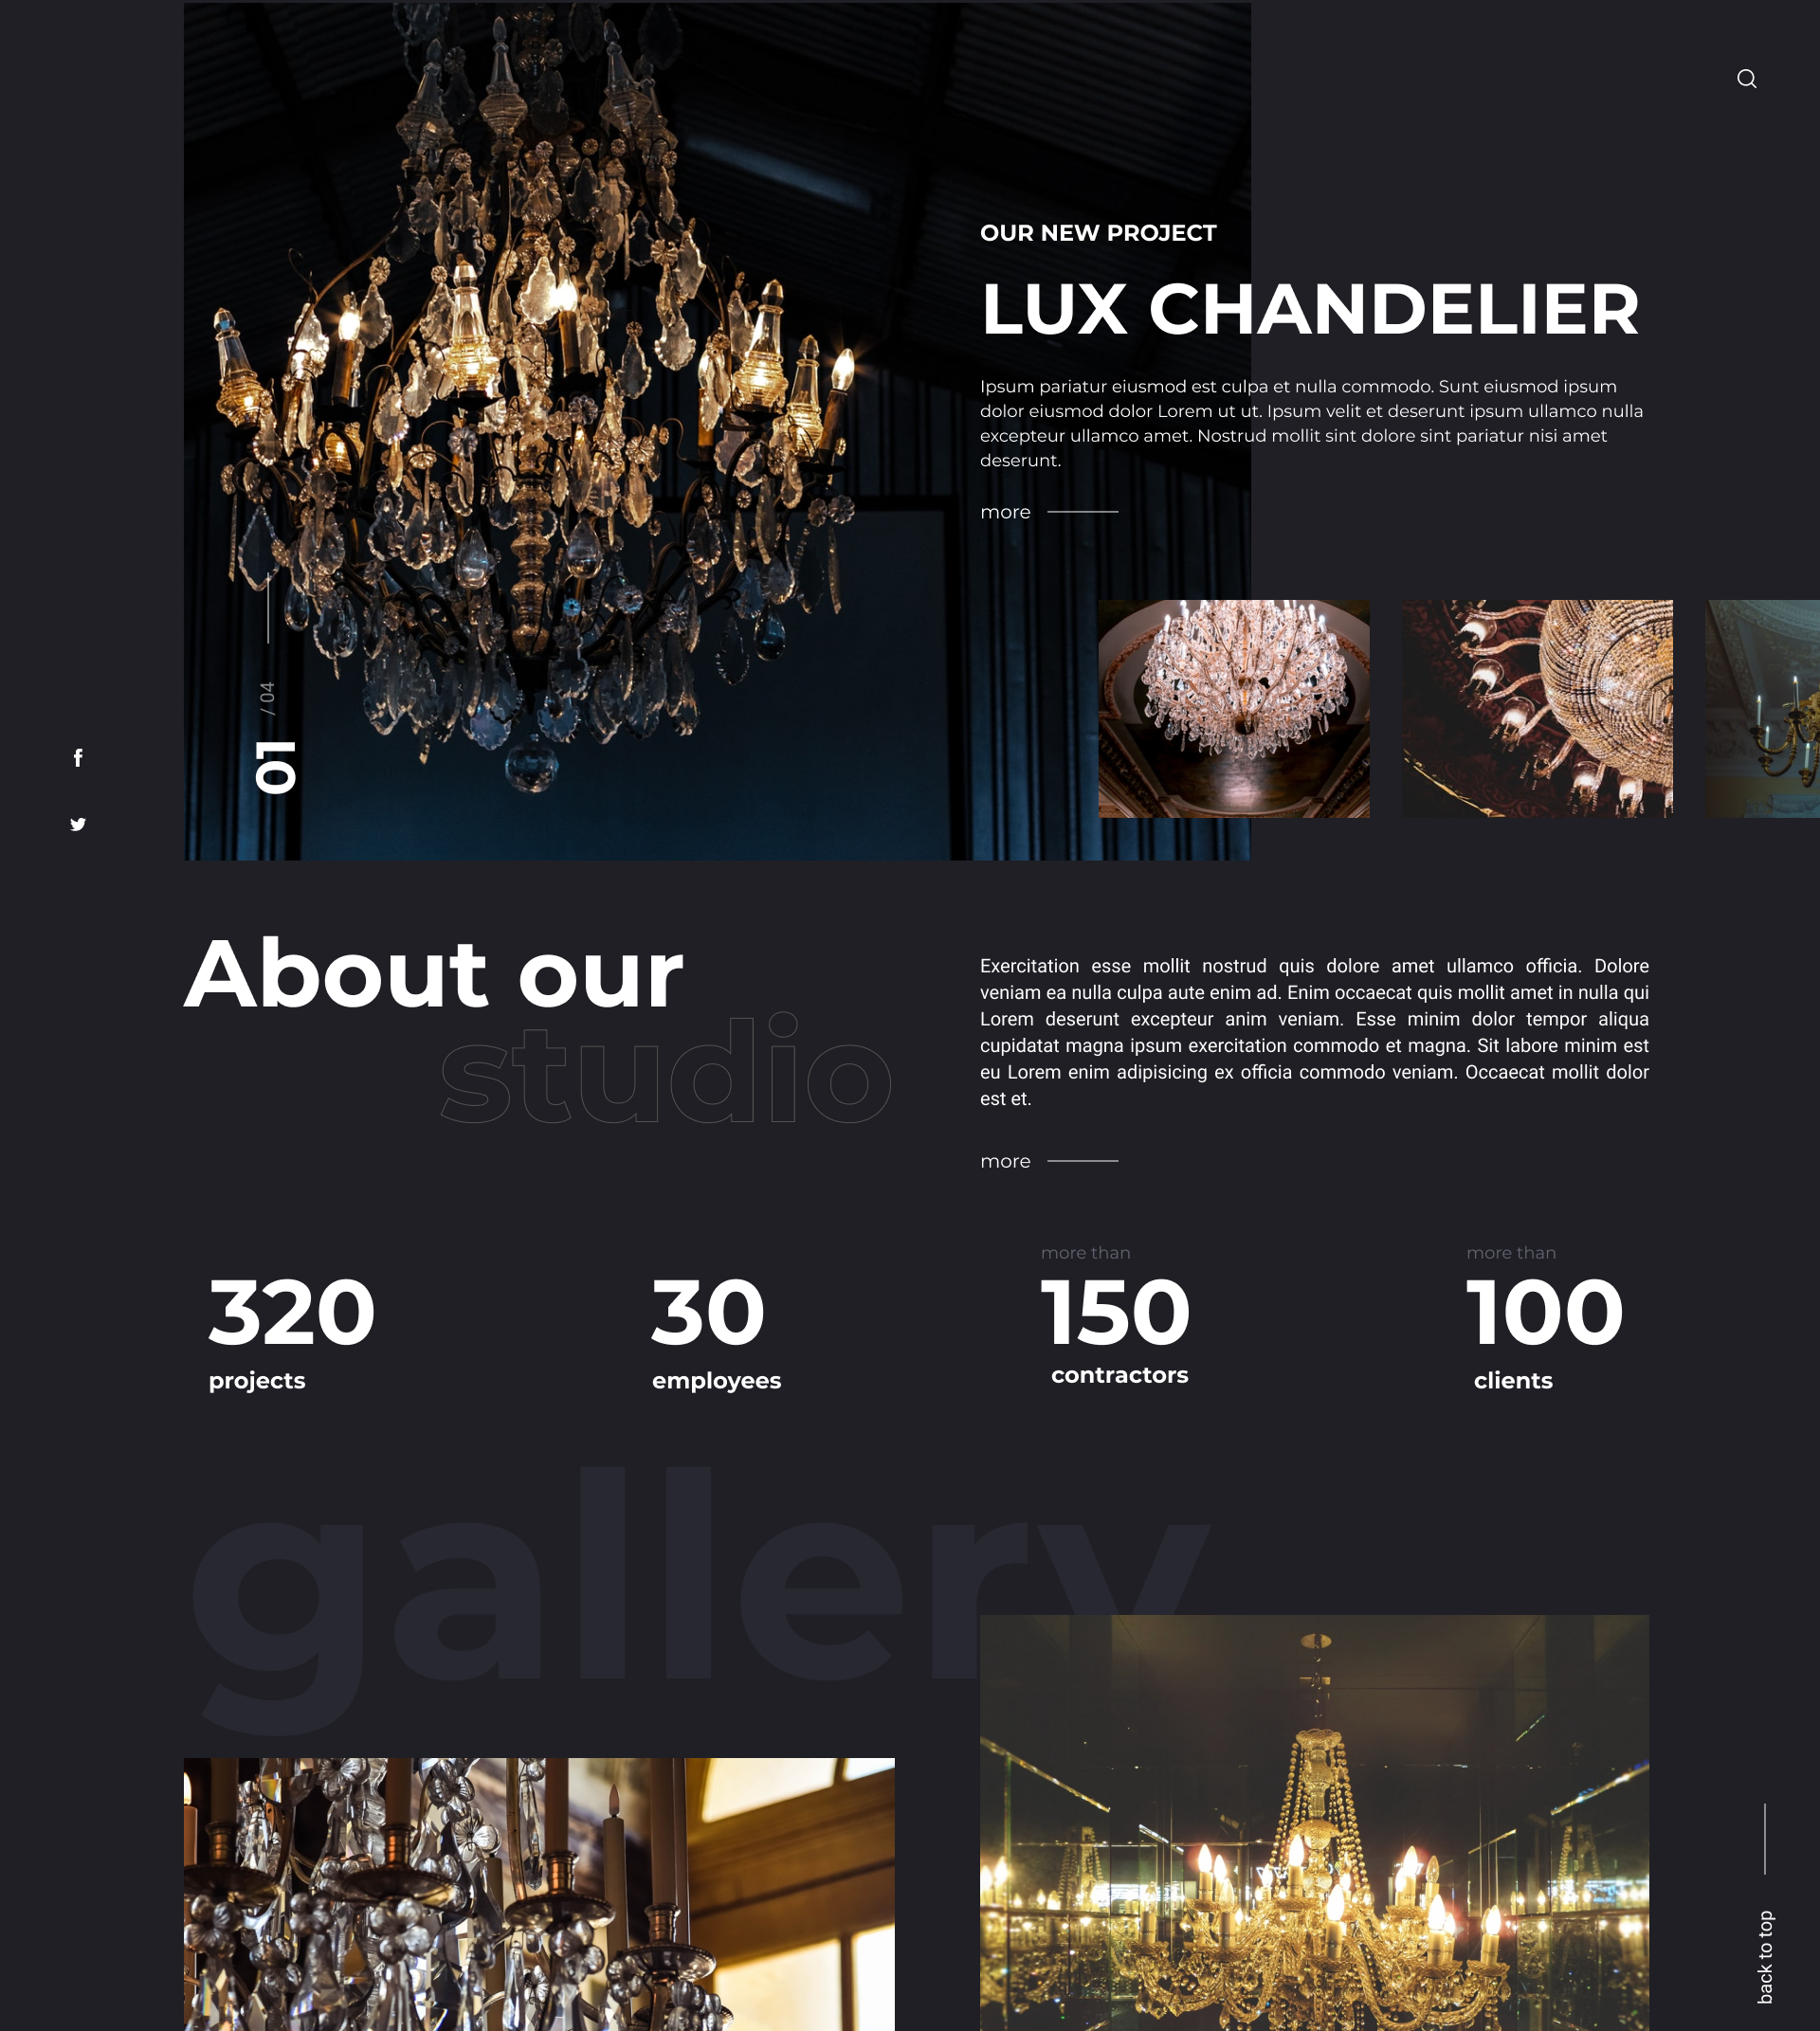 OUR NEW PROJECT
LUX CHANDELIER
Ipsum pariatur eiusmod est culpa et nulla commodo. Sunt eiusmod ipsum
dolor eiusmod dolor Lorem ut ut. Ipsum velit et deserunt ipsum ullamco nulla
excepteur ullamco amet. Nostrud mollit sint dolore sint pariatur nisi amet
deserunt.
more
01 / 04
About our
studio
Exercitation esse mollit nostrud quis dolore amet ullamco officia. Dolore
veniam ea nulla culpa aute enim ad. Enim occaecat quis mollit amet in nulla qui
Lorem deserunt excepteur anim veniam. Esse minim dolor tempor aliqua
cupidatat magna ipsum exercitation commodo et magna. Sit labore minim est
eu Lorem enim adipisicing ex officia commodo veniam. Occaecat mollit dolor
est et.
more
320
projects
30
employees
more than
150
contractors
more than
100
clients
gallery
back to top